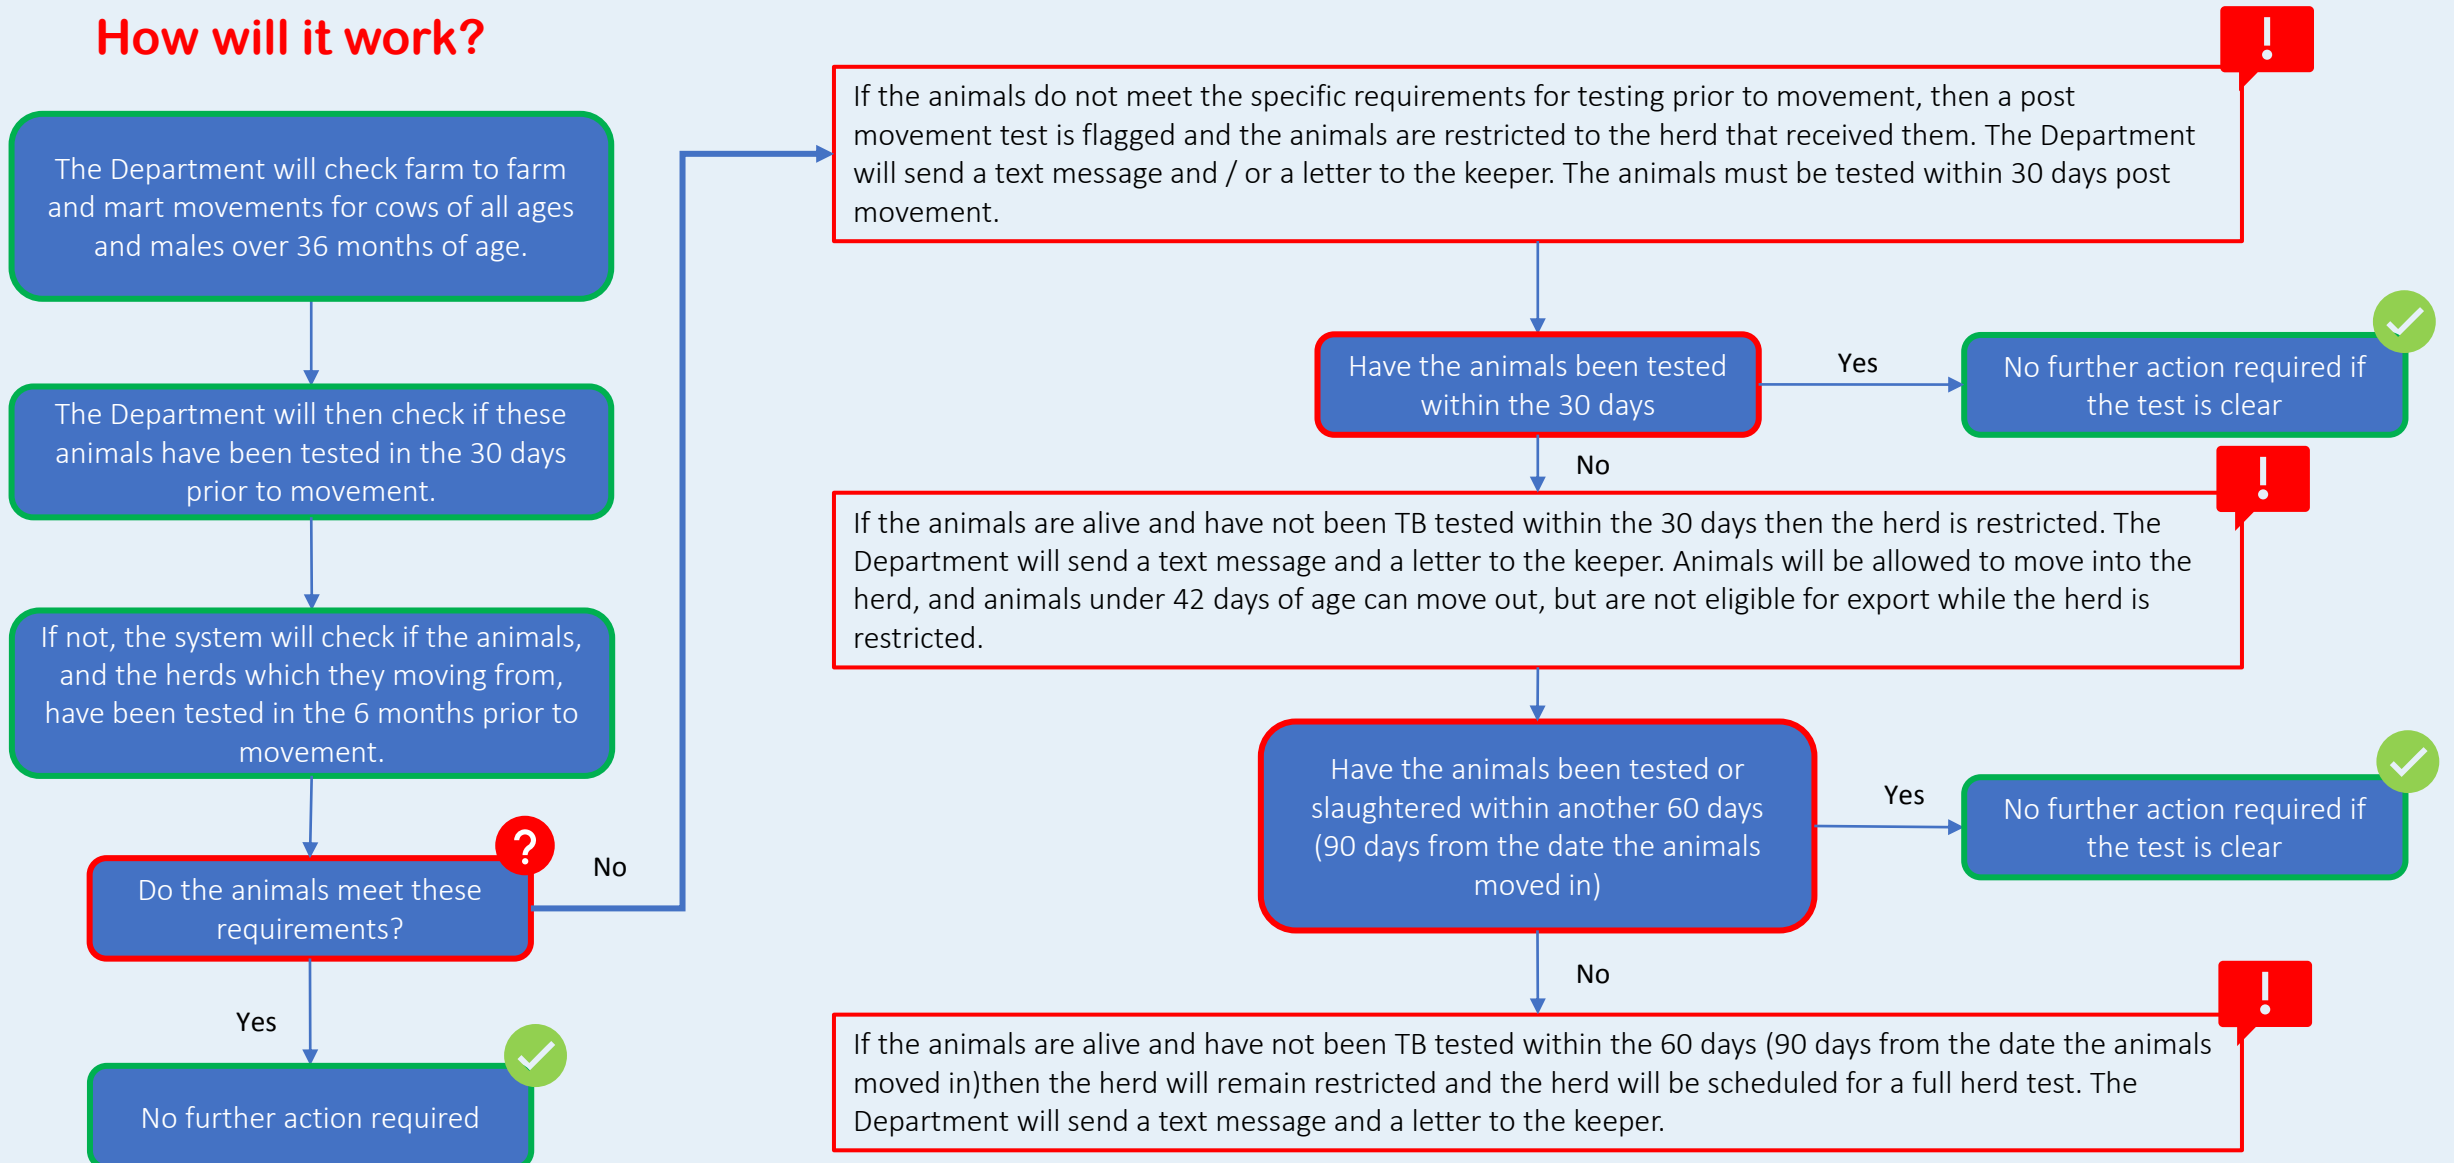 How will it work?
The Department will check farm to farm
and mart movements for cows of all ages
and males over 36 months of age.
The Department will then check if these
animals have been tested in the 30 days
prior to movement.
If not, the system will check if the animals,
and the herds which they moving from,
have been tested in the 6 months prior to
movement.
?
Do the animals meet these
requirements?
No
Yes
No further action required
!
If the animals do not meet the specific requirements for testing prior to movement, then a post
movement test is flagged and the animals are restricted to the herd that received them. The Department
will send a text message and / or a letter to the keeper. The animals must be tested within 30 days post
movement.
Have the animals been tested
within the 30 days
Yes
No further action required if
the test is clear
No
!
If the animals are alive and have not been TB tested within the 30 days then the herd is restricted. The
Department will send a text message and a letter to the keeper. Animals will be allowed to move into the
herd, and animals under 42 days of age can move out, but are not eligible for export while the herd is
restricted.
Have the animals been tested or
slaughtered within another 60 days
(90 days from the date the animals
moved in)
Yes
No further action required if
the test is clear
No
!
If the animals are alive and have not been TB tested within the 60 days (90 days from the date the animals
moved in)then the herd will remain restricted and the herd will be scheduled for a full herd test. The
Department will send a text message and a letter to the keeper.